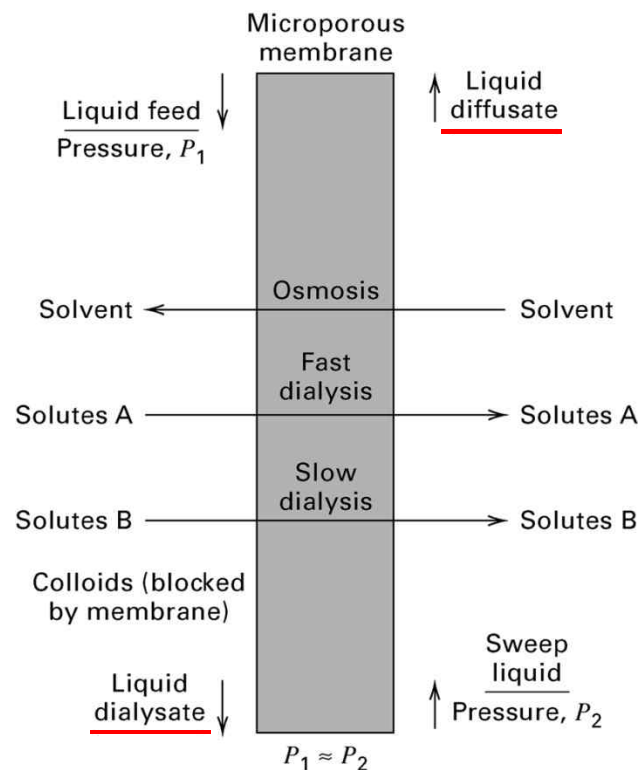 Microporous
membrane
Liquid feed
Pressure, P₁
Liquid
diffusate
Solvent
Osmosis
Solvent
Fast
dialysis
Solutes A
Solutes A
Slow
dialysis
Solutes B
Solutes B
Colloids (blocked
by membrane)
Liquid
dialysate
Sweep
liquid
Pressure, P₂
P₁ ≈ P₂